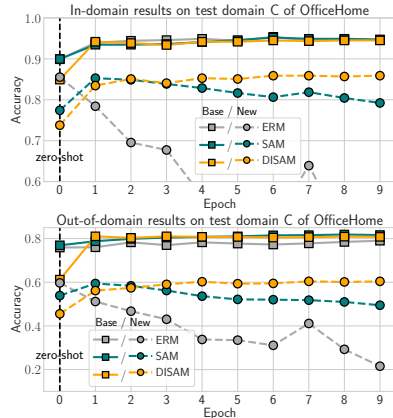 In-domain results on test domain C of OfficeHome
1.0
0.9
0.8
0.7
0.6
Accuracy
zero-shot
Base / New
/ ERM
/ SAM
/ DISAM
0 1 2 3 4 5 6 7 8 9
Epoch
Out-of-domain results on test domain C of OfficeHome
0.8
0.6
0.4
0.2
Accuracy
zero-shot
Base / New
/ ERM
/ SAM
/ DISAM
0 1 2 3 4 5 6 7 8 9
Epoch